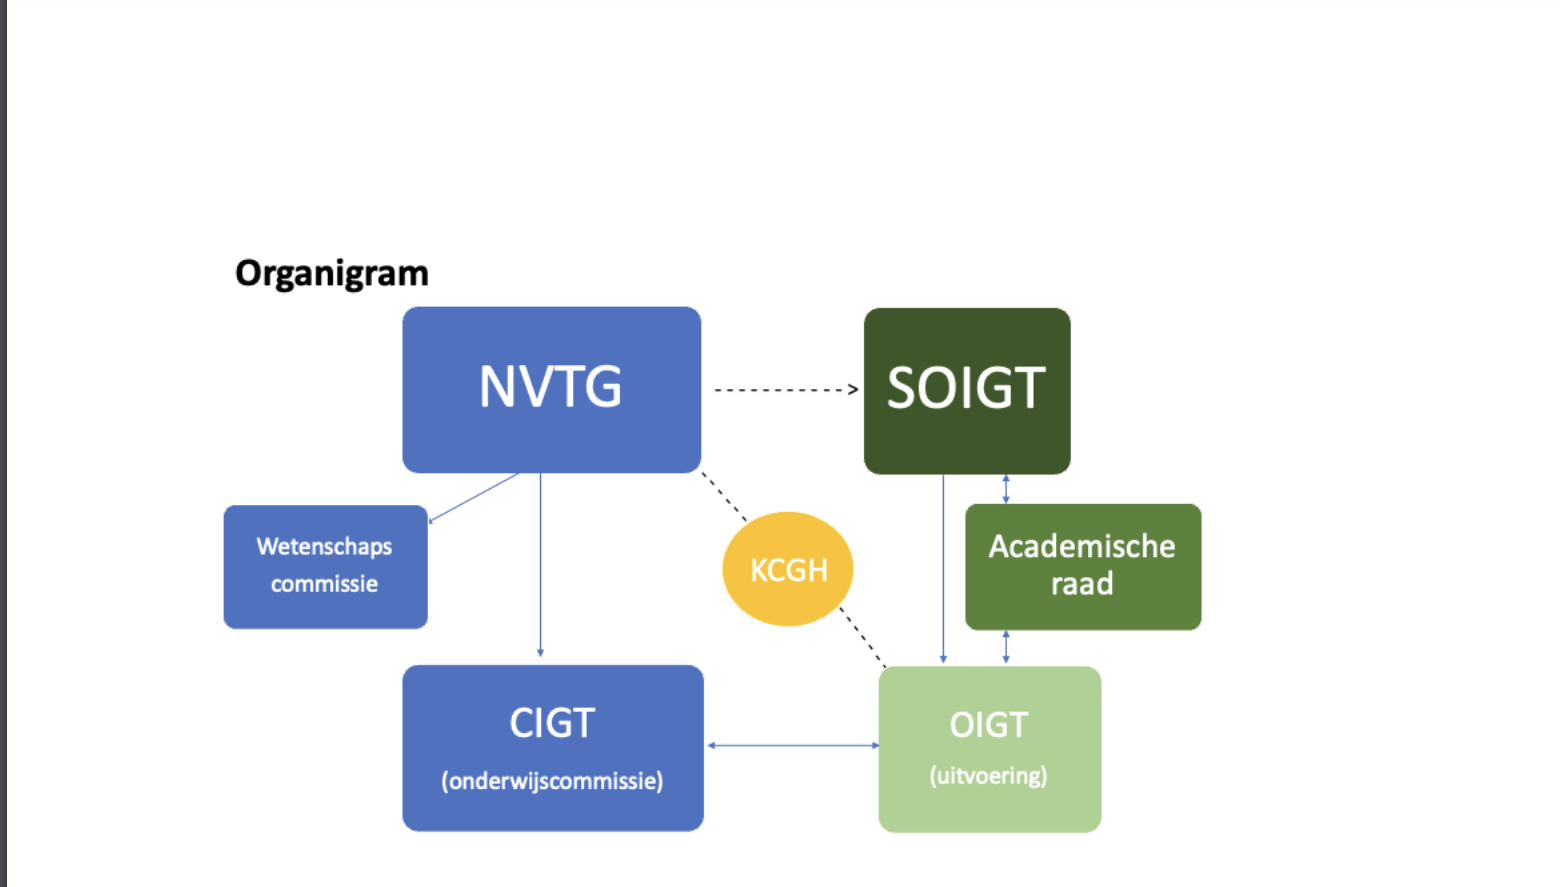 Organigram
NVTG
SOIGT
Wetenschaps
commissie
KCGH
Academische
raad
CIGT
(onderwijscommissie)
OIGT
(uitvoering)